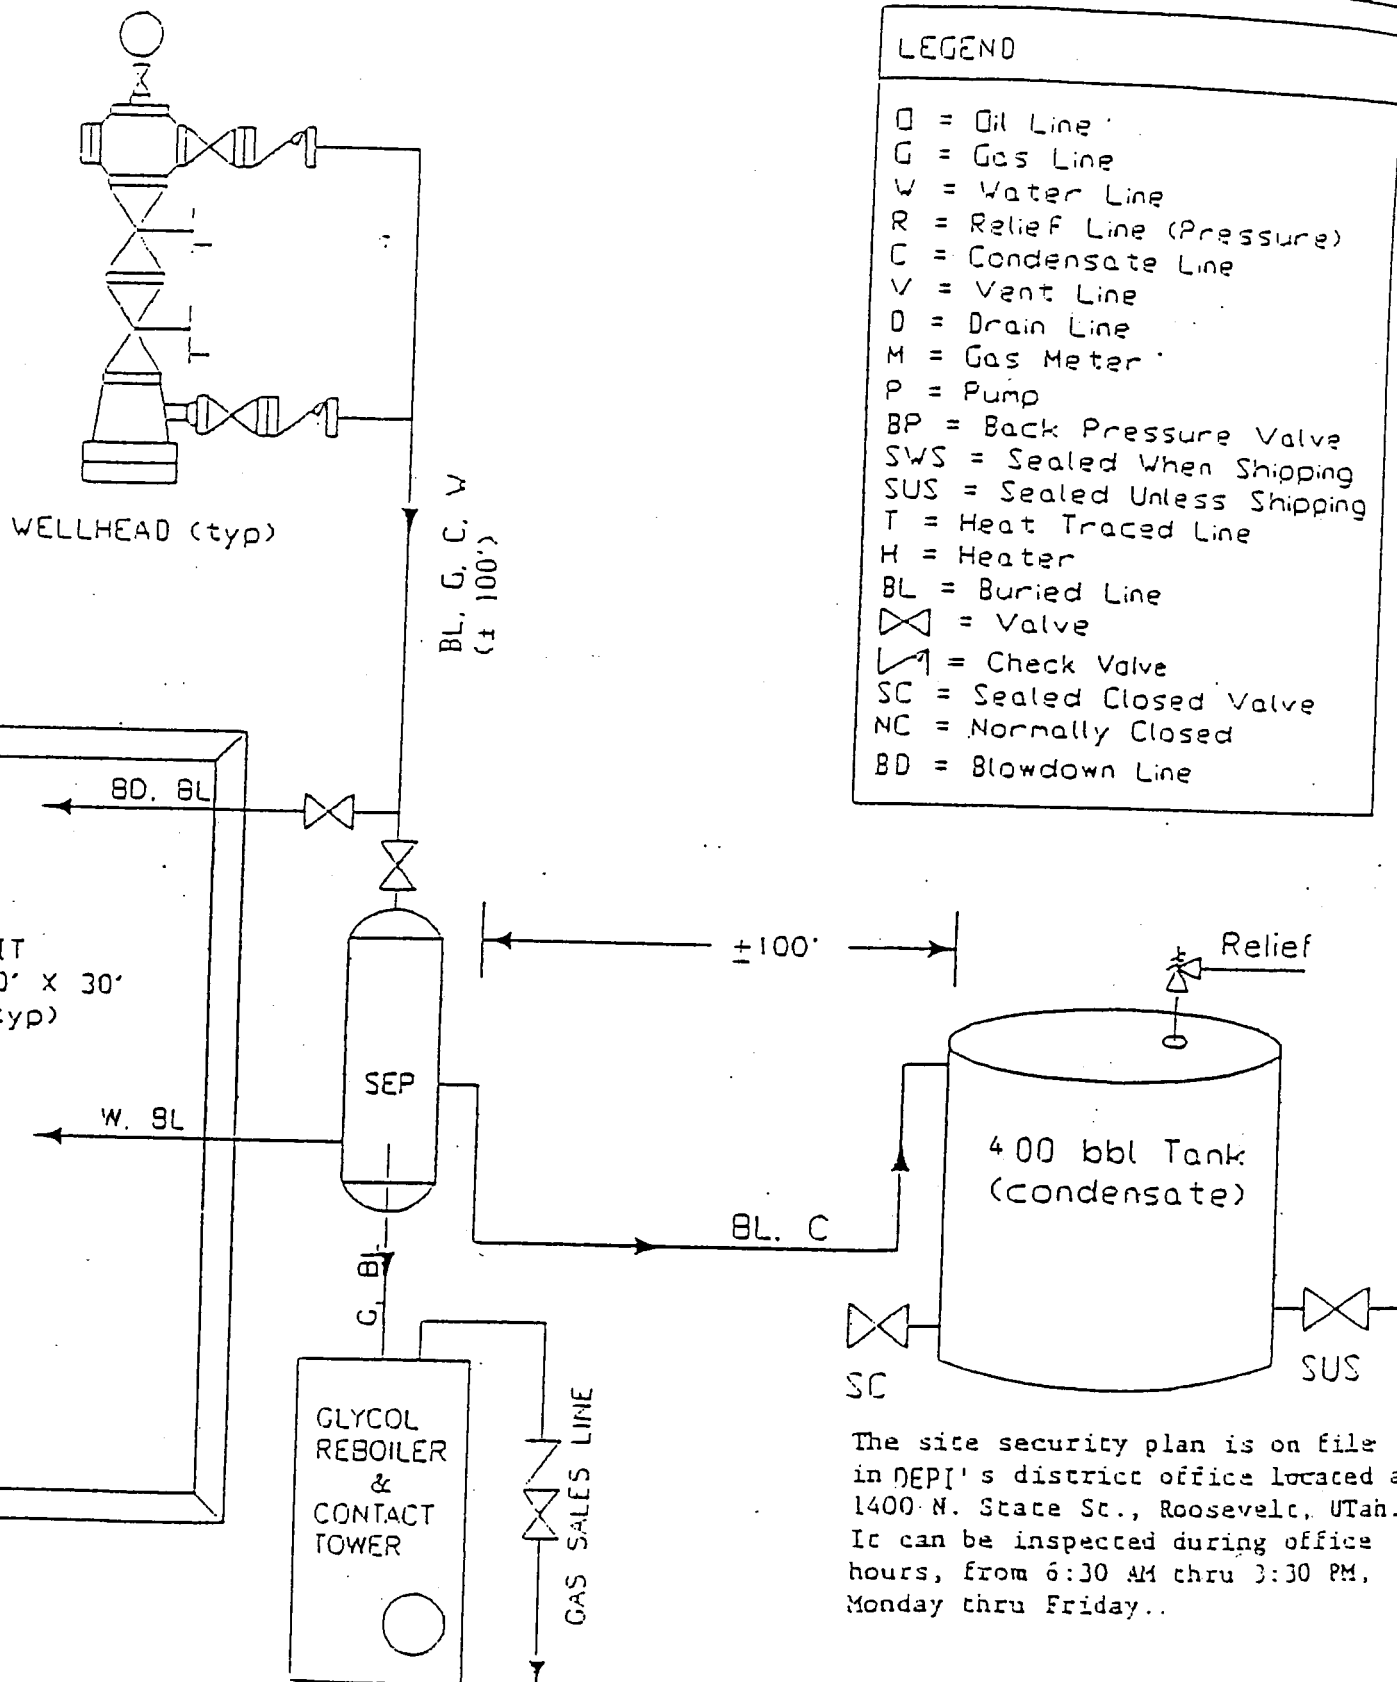 LEGEND
O = Oil Line
G = Gas Line
W = Water Line
R = Relief Line (Pressure)
C = Condensate Line
V = Vent Line
D = Drain Line
M = Gas Meter
P = Pump
BP = Back Pressure Valve
SWS = Sealed When Shipping
SUS = Sealed Unless Shipping
T = Heat Traced Line
H = Heater
BL = Buried Line
= Valve
= Check Valve
SC = Sealed Closed Valve
NC = Normally Closed
BD = Blowdown Line
WELLHEAD (typ)
BL, G, C, W
(± 100')
BD, BL
IT
0' X 30'
typ)
W, BL
SEP
±100'
Relief
400 bbl Tank
(condensate)
BL, C
G, BL
SC
SUS
GLYCOL
REBOILER
&
CONTACT
TOWER
GAS SALES LINE
The site security plan is on file
in DEPI's district office located a
1400 N. State St., Roosevelt, UTah.
It can be inspected during office
hours, from 6:30 AM thru 3:30 PM,
Monday thru Friday..